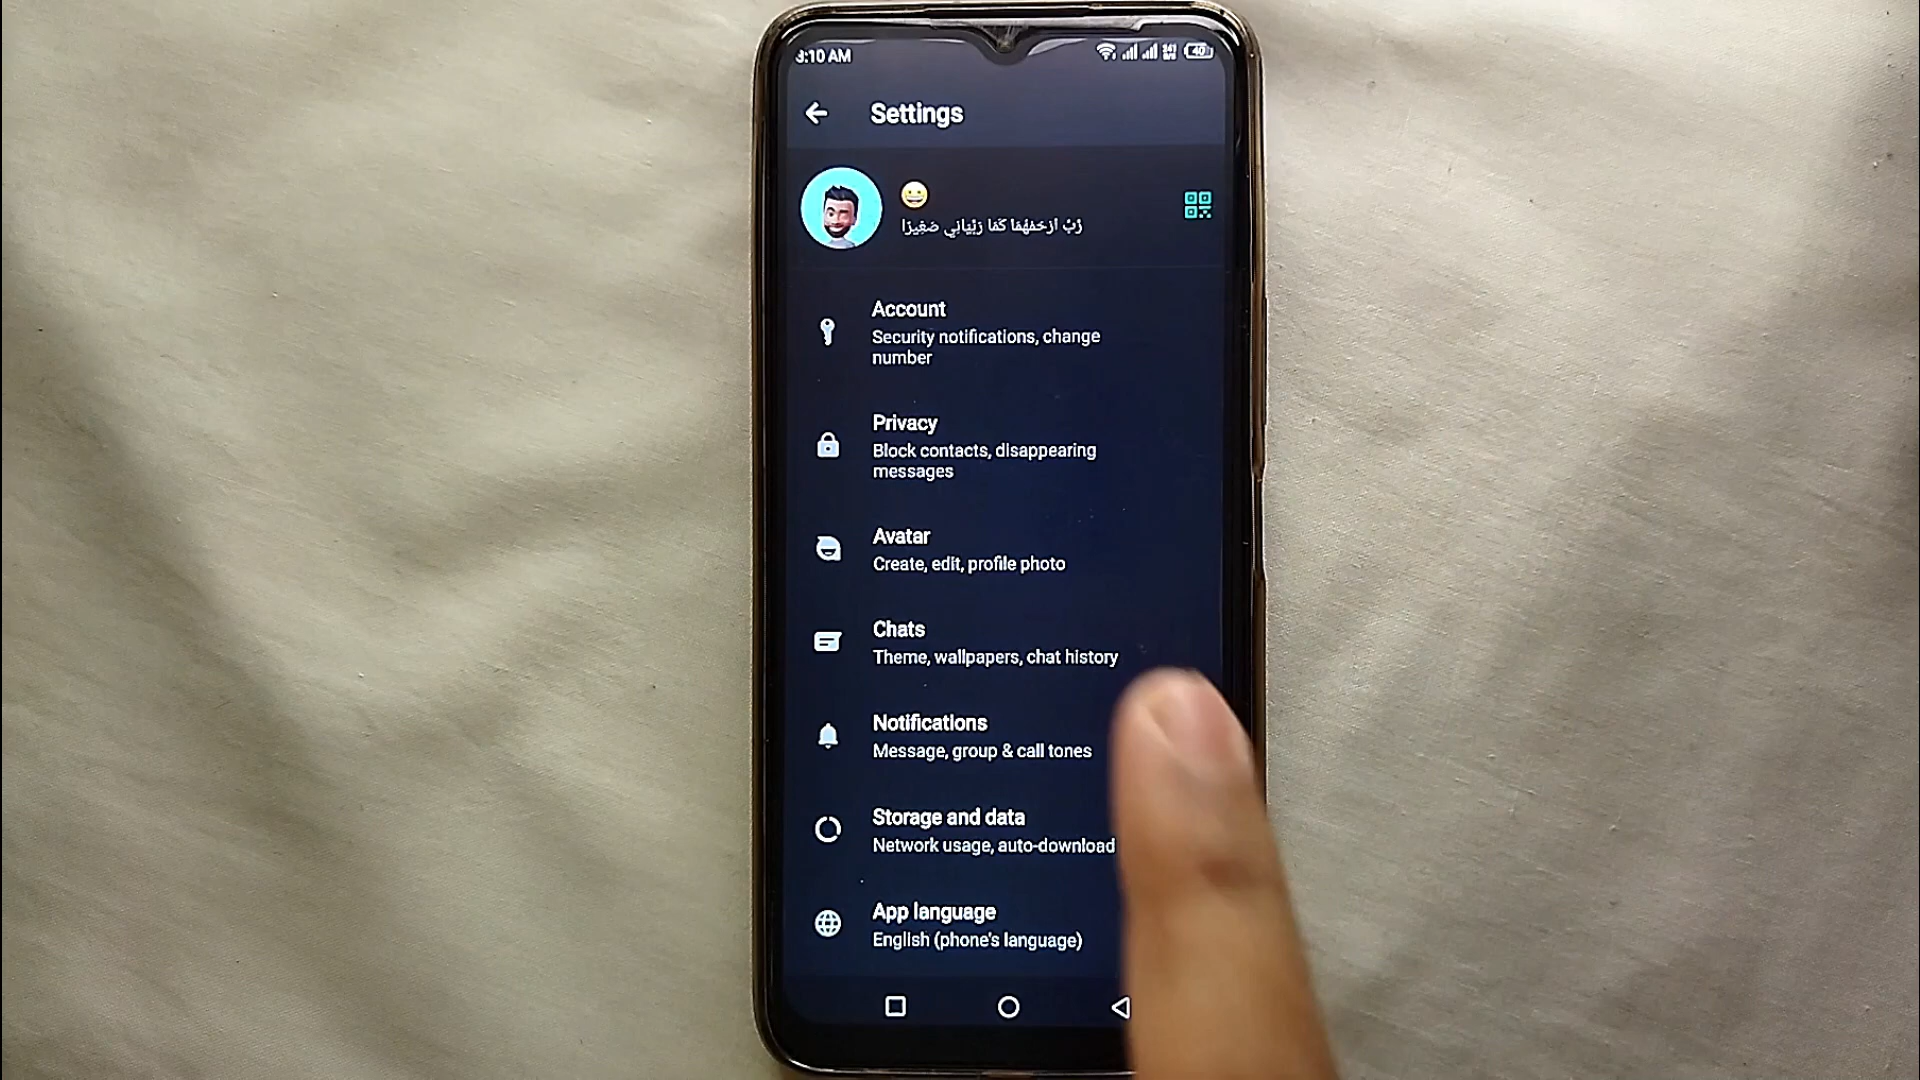 3:10 AM
241 B/S
40
Settings
😀
رَّبِّ ارْحَمْهُمَا كَمَا رَبَّيَانِي صَغِيرًا
Account
Security notifications, change
number
Privacy
Block contacts, disappearing
messages
Avatar
Create, edit, profile photo
Chats
Theme, wallpapers, chat history
Notifications
Message, group & call tones
Storage and data
Network usage, auto-download
App language
English (phone's language)